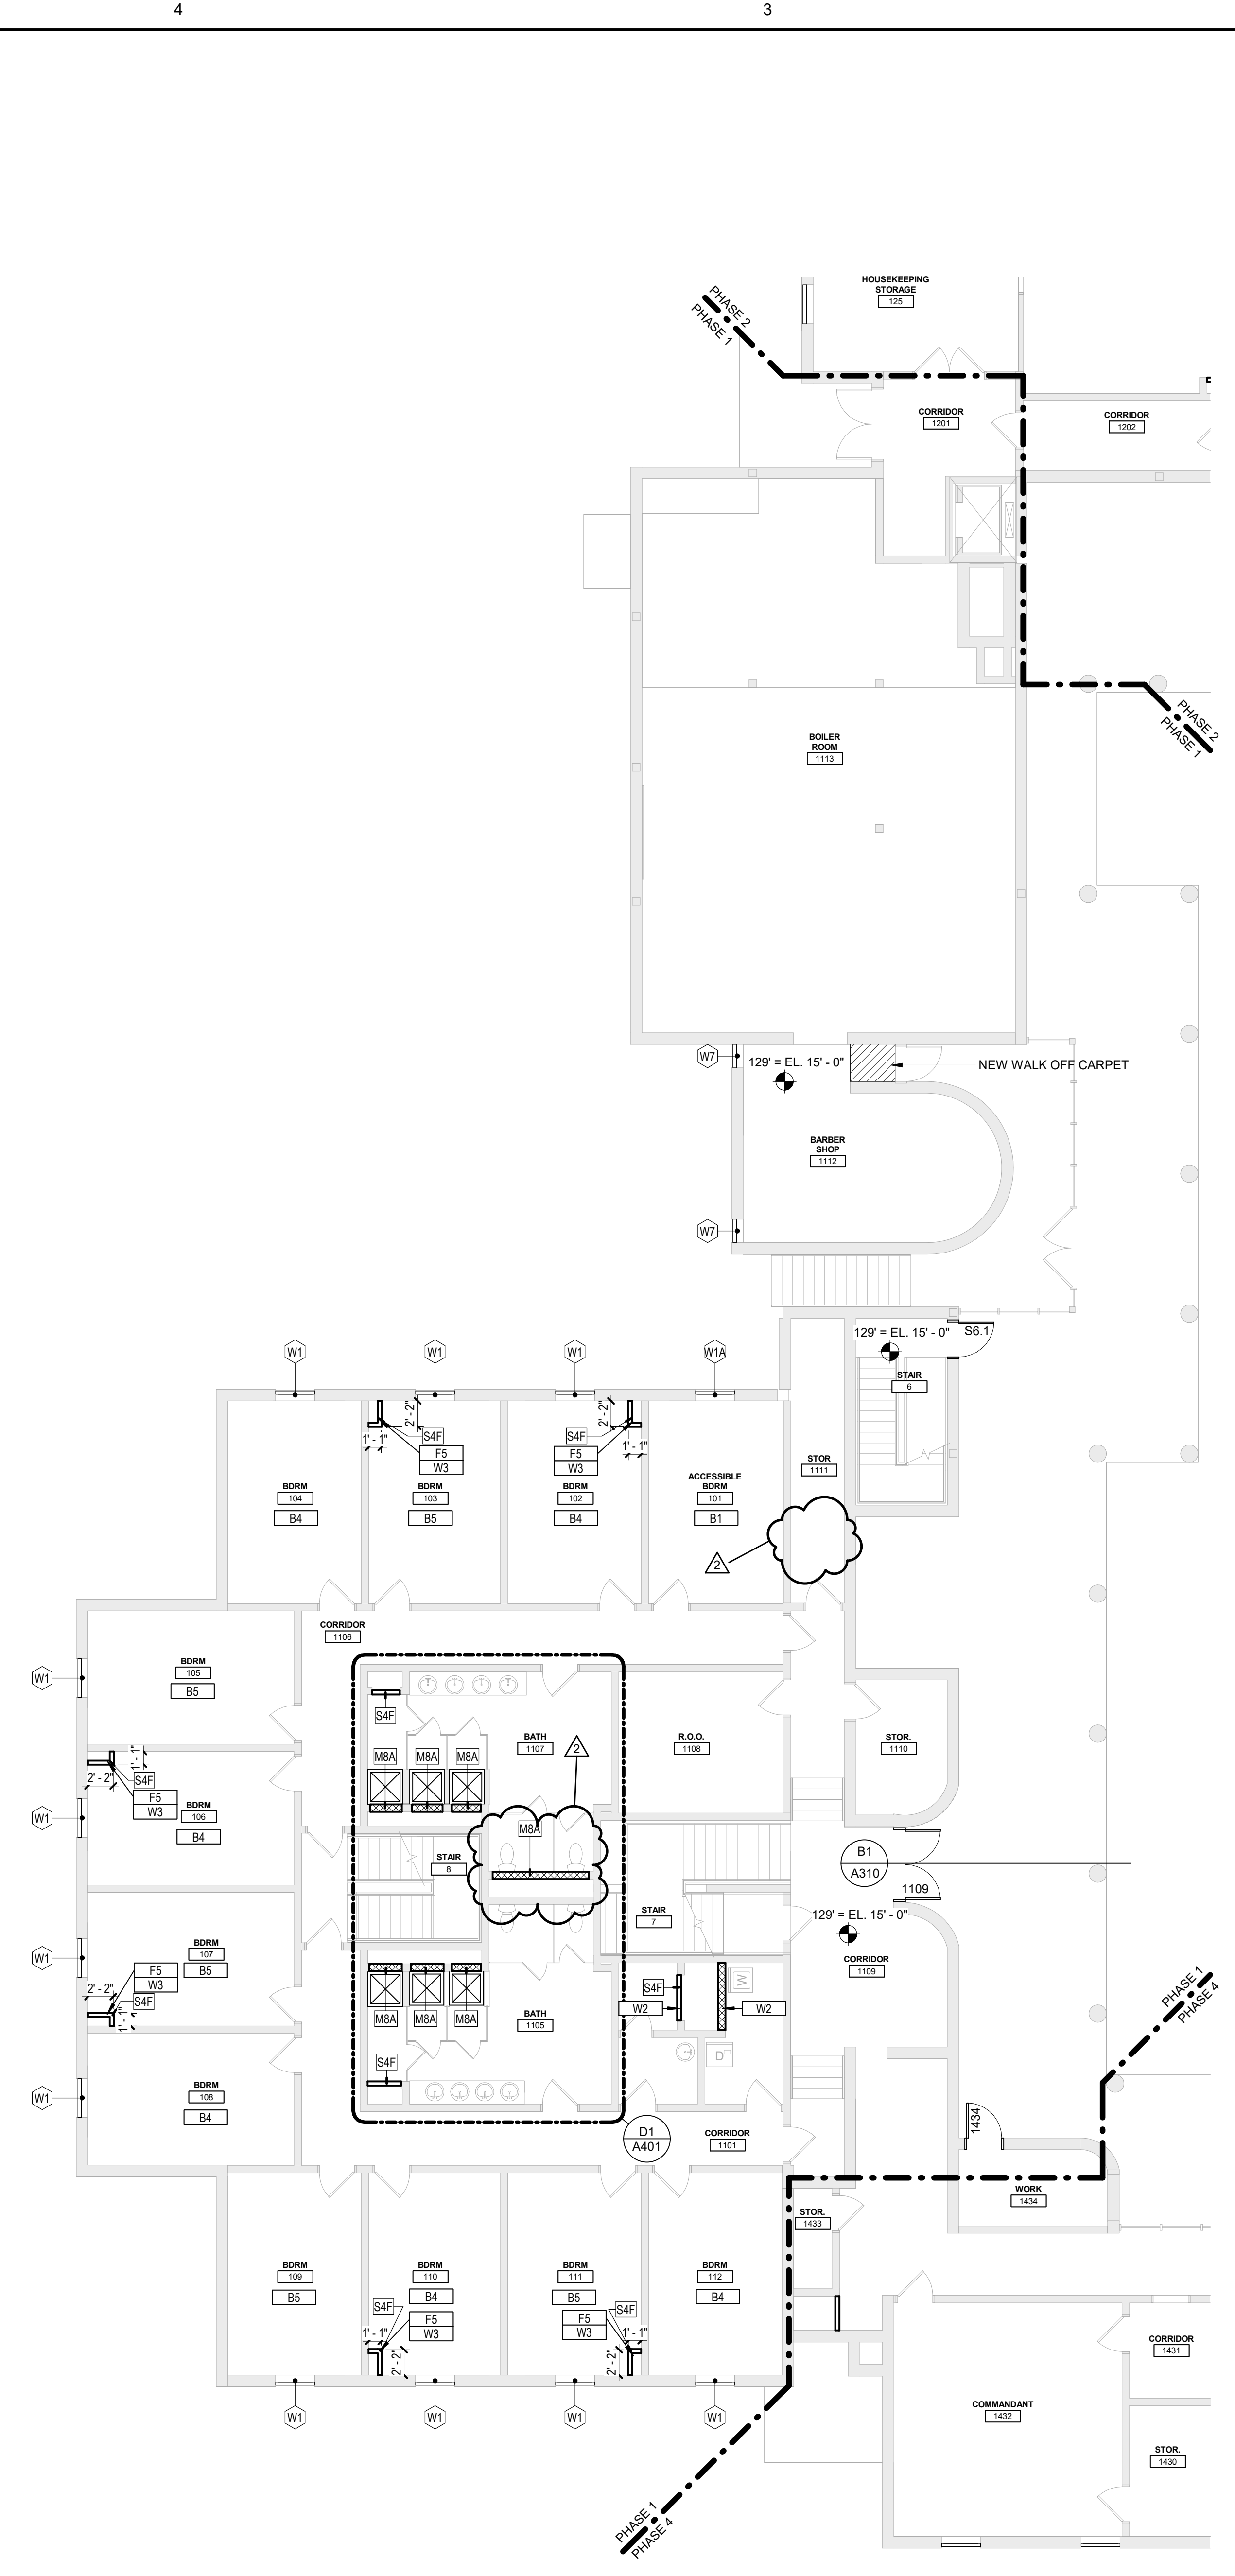 4
3
HOUSEKEEPING
STORAGE
125
PHASE 2
PHASE 1
CORRIDOR
1201
CORRIDOR
1202
PHASE 2
PHASE 1
BOILER
ROOM
1113
W7
129' = EL. 15' - 0"
NEW WALK OFF CARPET
BARBER
SHOP
1112
W7
129' = EL. 15' - 0"
S6.1
W1
W1
W1
W1A
STAIR
6
2' - 2"
2' - 2"
1' - 1"
S4F
F5
W3
S4F
F5
W3
1' - 1"
STOR
1111
BDRM
104
B4
BDRM
103
B5
BDRM
102
B4
ACCESSIBLE
BDRM
101
B1
2
CORRIDOR
1106
W1
BDRM
105
B5
S4F
BATH
1107
2
R.O.O.
1108
STOR.
1110
M8A
M8A
M8A
1' - 1"
2' - 2"
S4F
F5
W3
BDRM
106
B4
W1
M8A
STAIR
8
B1
A310
1109
STAIR
7
129' = EL. 15' - 0"
W1
BDRM
107
B5
F5
W3
S4F
2' - 2"
1' - 1"
CORRIDOR
1109
S4F
W
W2
W2
M8A
M8A
M8A
BATH
1105
PHASE 1
PHASE 4
S4F
D
W1
BDRM
108
B4
D1
A401
CORRIDOR
1101
1434
WORK
1434
STOR.
1433
BDRM
109
B5
BDRM
110
B4
BDRM
111
B5
BDRM
112
B4
S4F
F5
W3
1' - 1"
2' - 2"
S4F
F5
W3
1' - 1"
2' - 2"
CORRIDOR
1431
COMMANDANT
1432
W1
W1
W1
W1
STOR.
1430
PHASE 1
PHASE 4